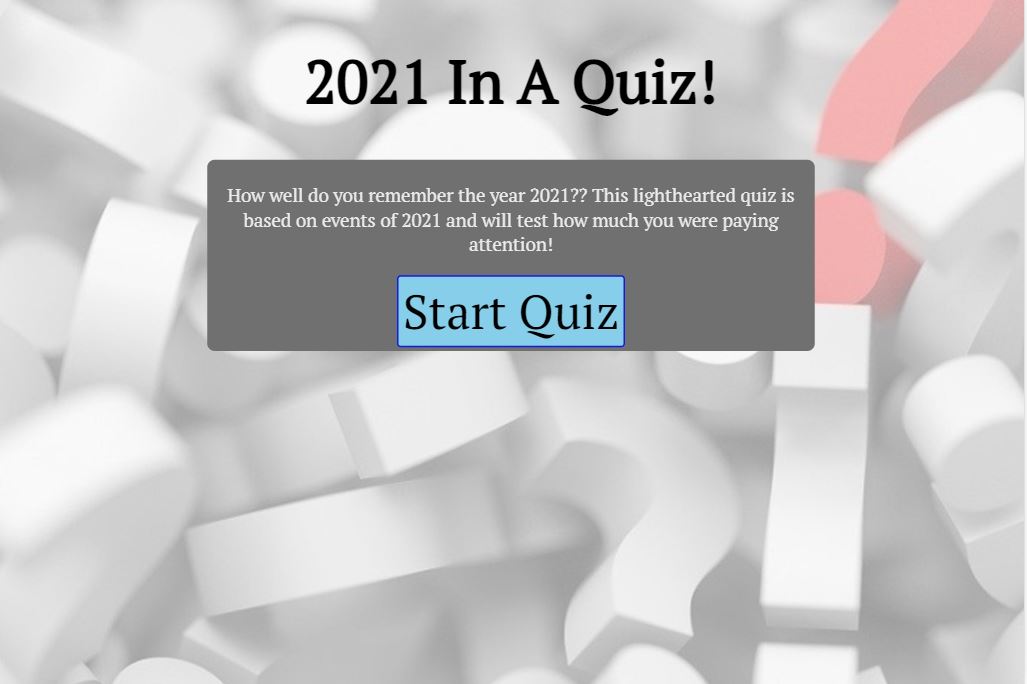 2021 In A Quiz!
How well do you remember the year 2021?? This lighthearted quiz is
based on events of 2021 and will test how much you were paying
attention!
Start Quiz